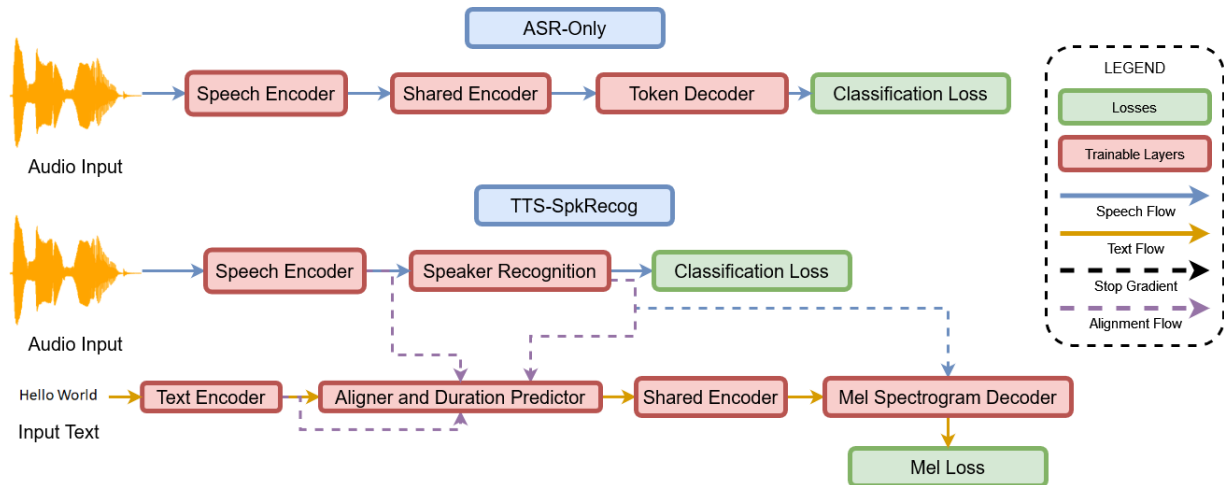 ASR-Only
Speech Encoder
Shared Encoder
Token Decoder
Classification Loss
Audio Input
TTS-SpkRecog
Speech Encoder
Speaker Recognition
Classification Loss
Audio Input
Hello World
Text Encoder
Aligner and Duration Predictor
Shared Encoder
Mel Spectrogram Decoder
Input Text
Mel Loss
LEGEND
Losses
Trainable Layers
Speech Flow
Text Flow
Stop Gradient
Alignment Flow